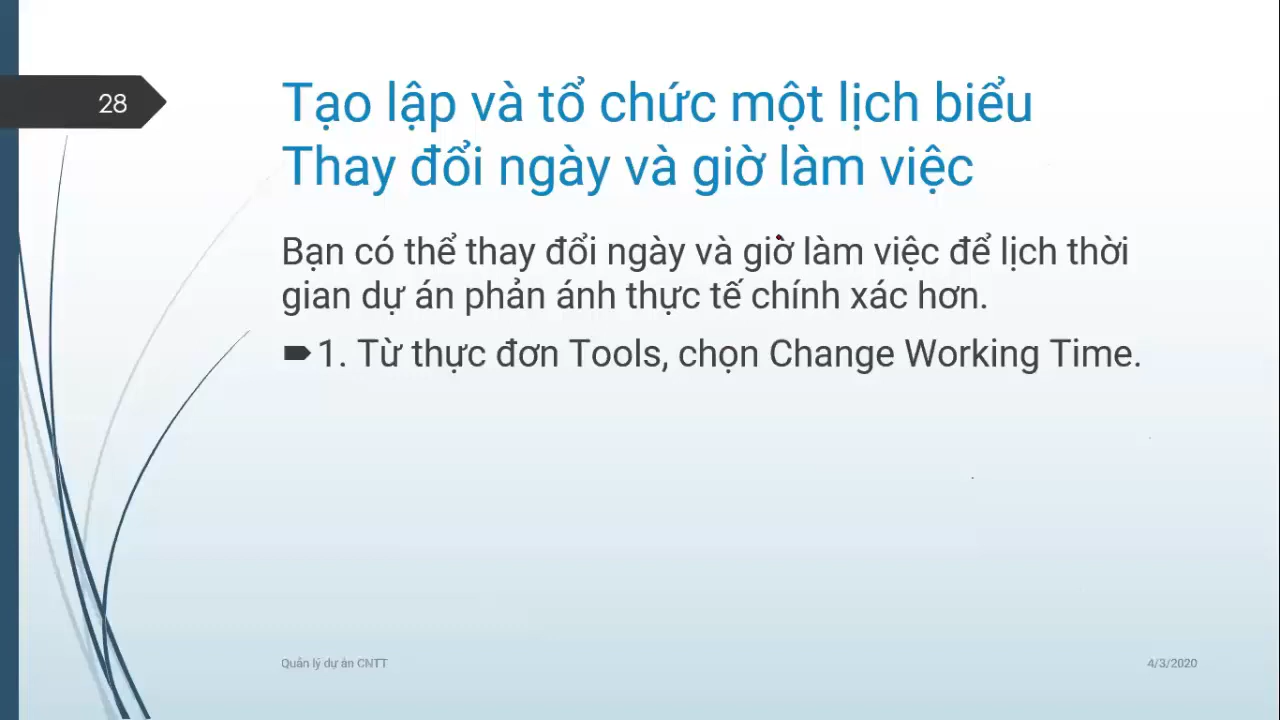 28
Tạo lập và tổ chức một lịch biểu
Thay đổi ngày và giờ làm việc
Bạn có thể thay đổi ngày và giờ làm việc để lịch thời
gian dự án phản ánh thực tế chính xác hơn.
1. Từ thực đơn Tools, chọn Change Working Time.
Quản lý dự án CNTT
4/3/2020